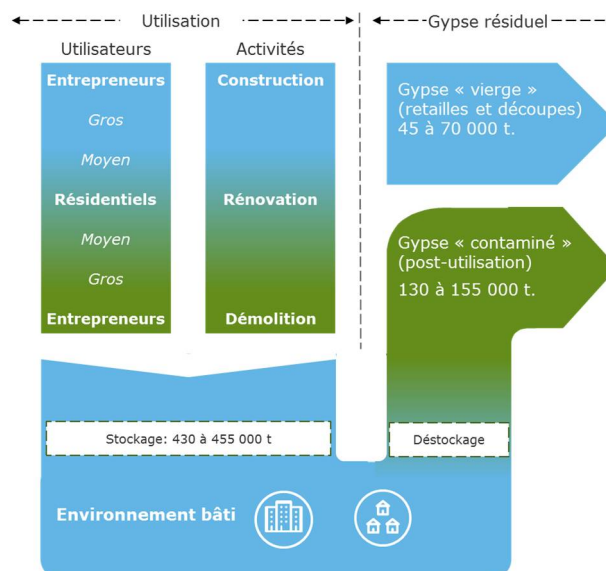 Utilisation
Gypse résiduel
Utilisateurs
Activités
Entrepreneurs
Gros
Moyen
Résidentiels
Moyen
Gros
Entrepreneurs
Construction
Rénovation
Démolition
Gypse « vierge »
(retailles et découpes)
45 à 70 000 t.
Gypse « contaminé »
(post-utilisation)
130 à 155 000 t.
Stockage: 430 à 455 000 t
Déstockage
Environnement bâti